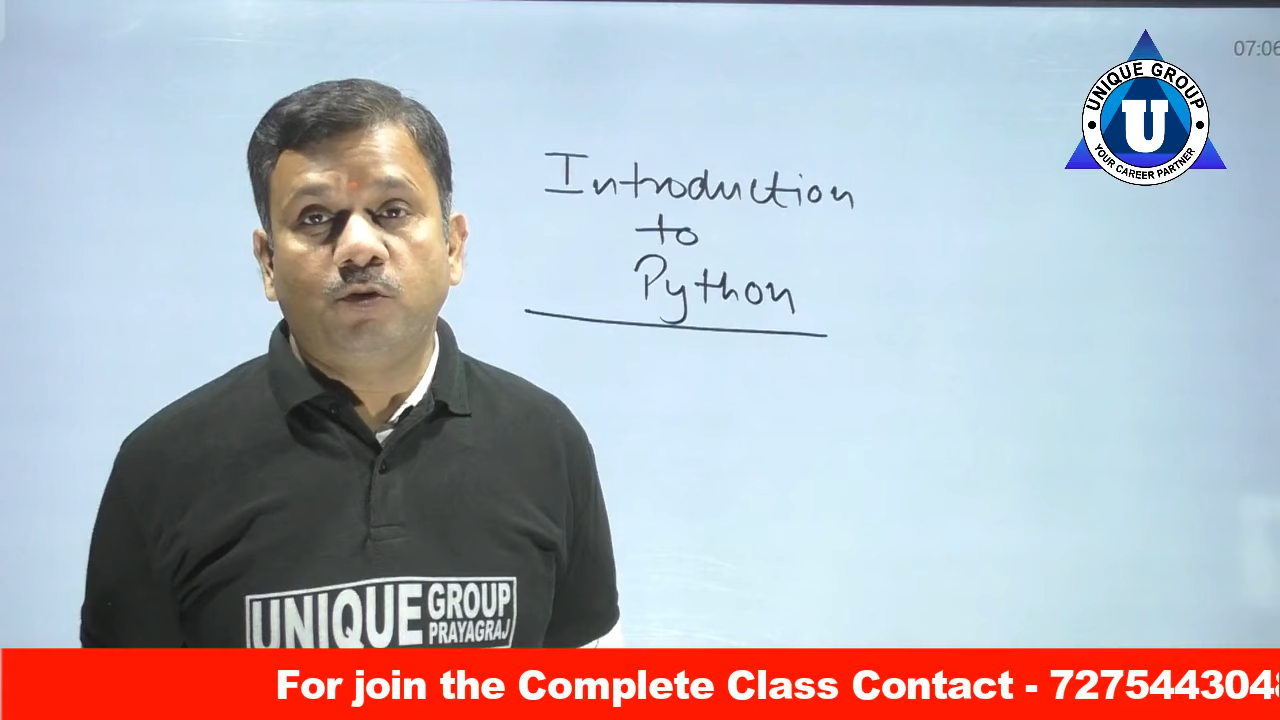 07:06
UNIQUE GROUP
U
YOUR CAREER PARTNER
Introduction
to
Python
UNIQUE GROUP
PRAYAGRAJ
For join the Complete Class Contact - 727544304